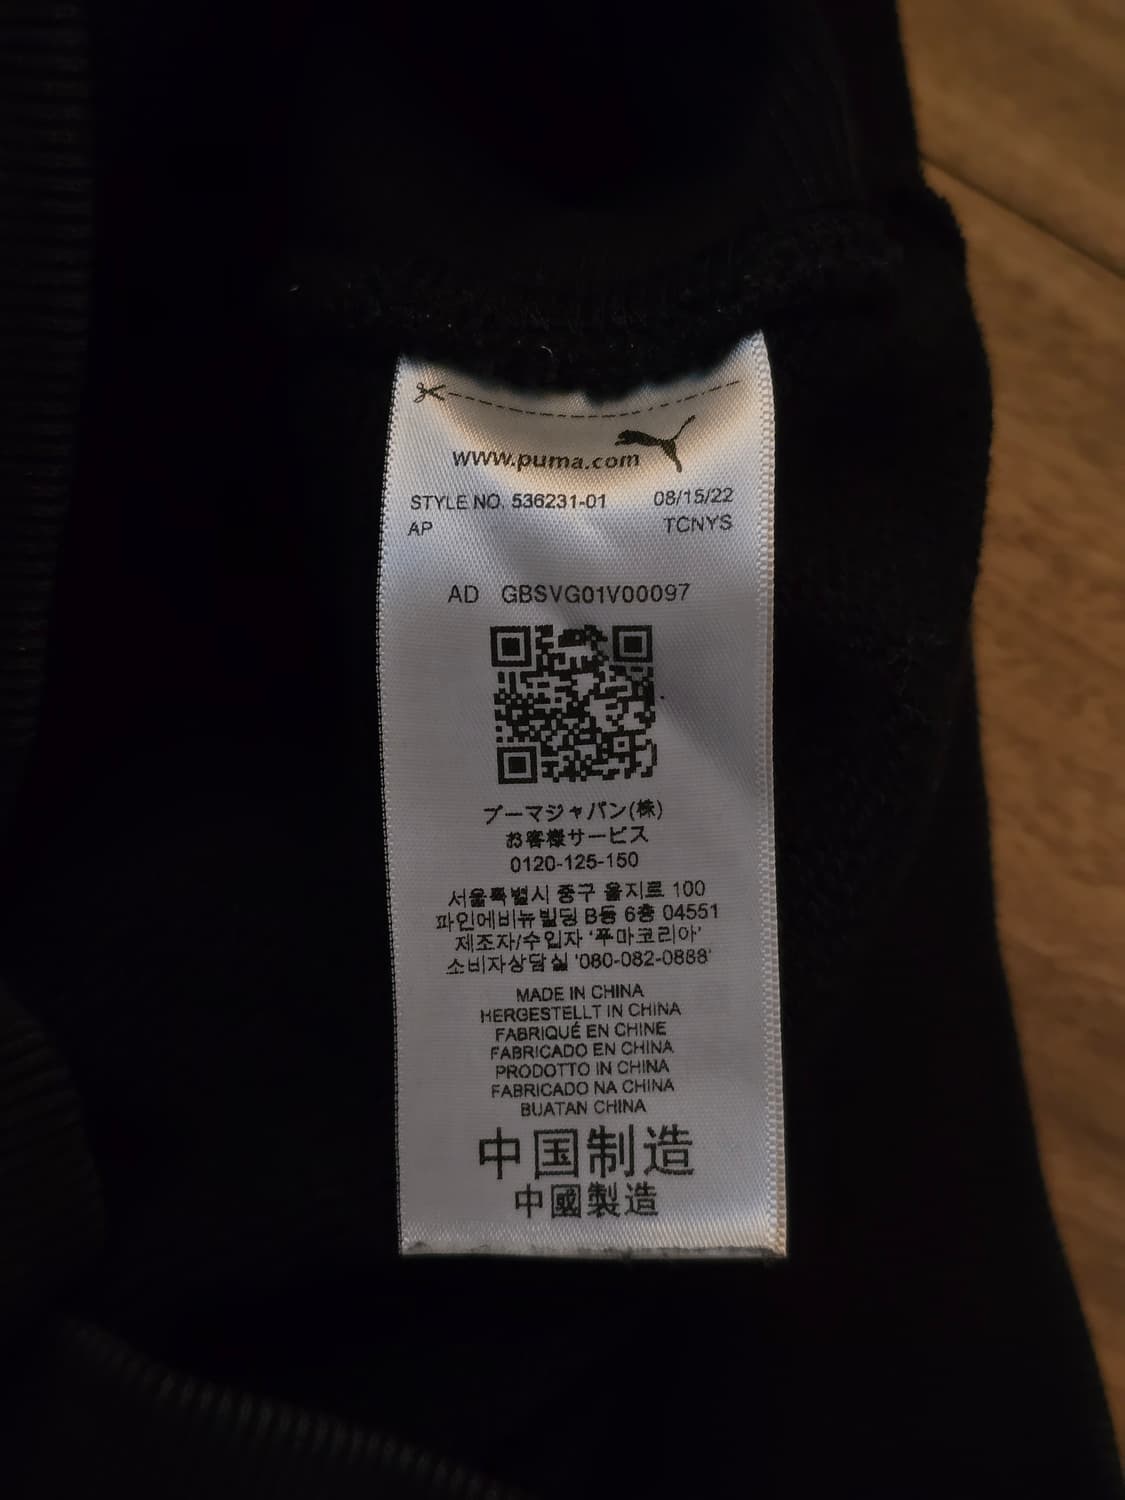 www.puma.com
STYLE NO. 536231-01 08/15/22
AP TCNYS
AD GBSVG01V00097
プーマジャパン(株)
お客様サービス
0120-125-150
서울특별시 중구 을지로 100
파인에비뉴빌딩 B동 6층 04551
제조자/수입자 '푸마코리아'
소비자상담실 '080-082-0888'
MADE IN CHINA
HERGESTELLT IN CHINA
FABRIQUÉ EN CHINE
FABRICADO EN CHINA
PRODOTTO IN CHINA
FABRICADO NA CHINA
BUATAN CHINA
中国制造
中國製造